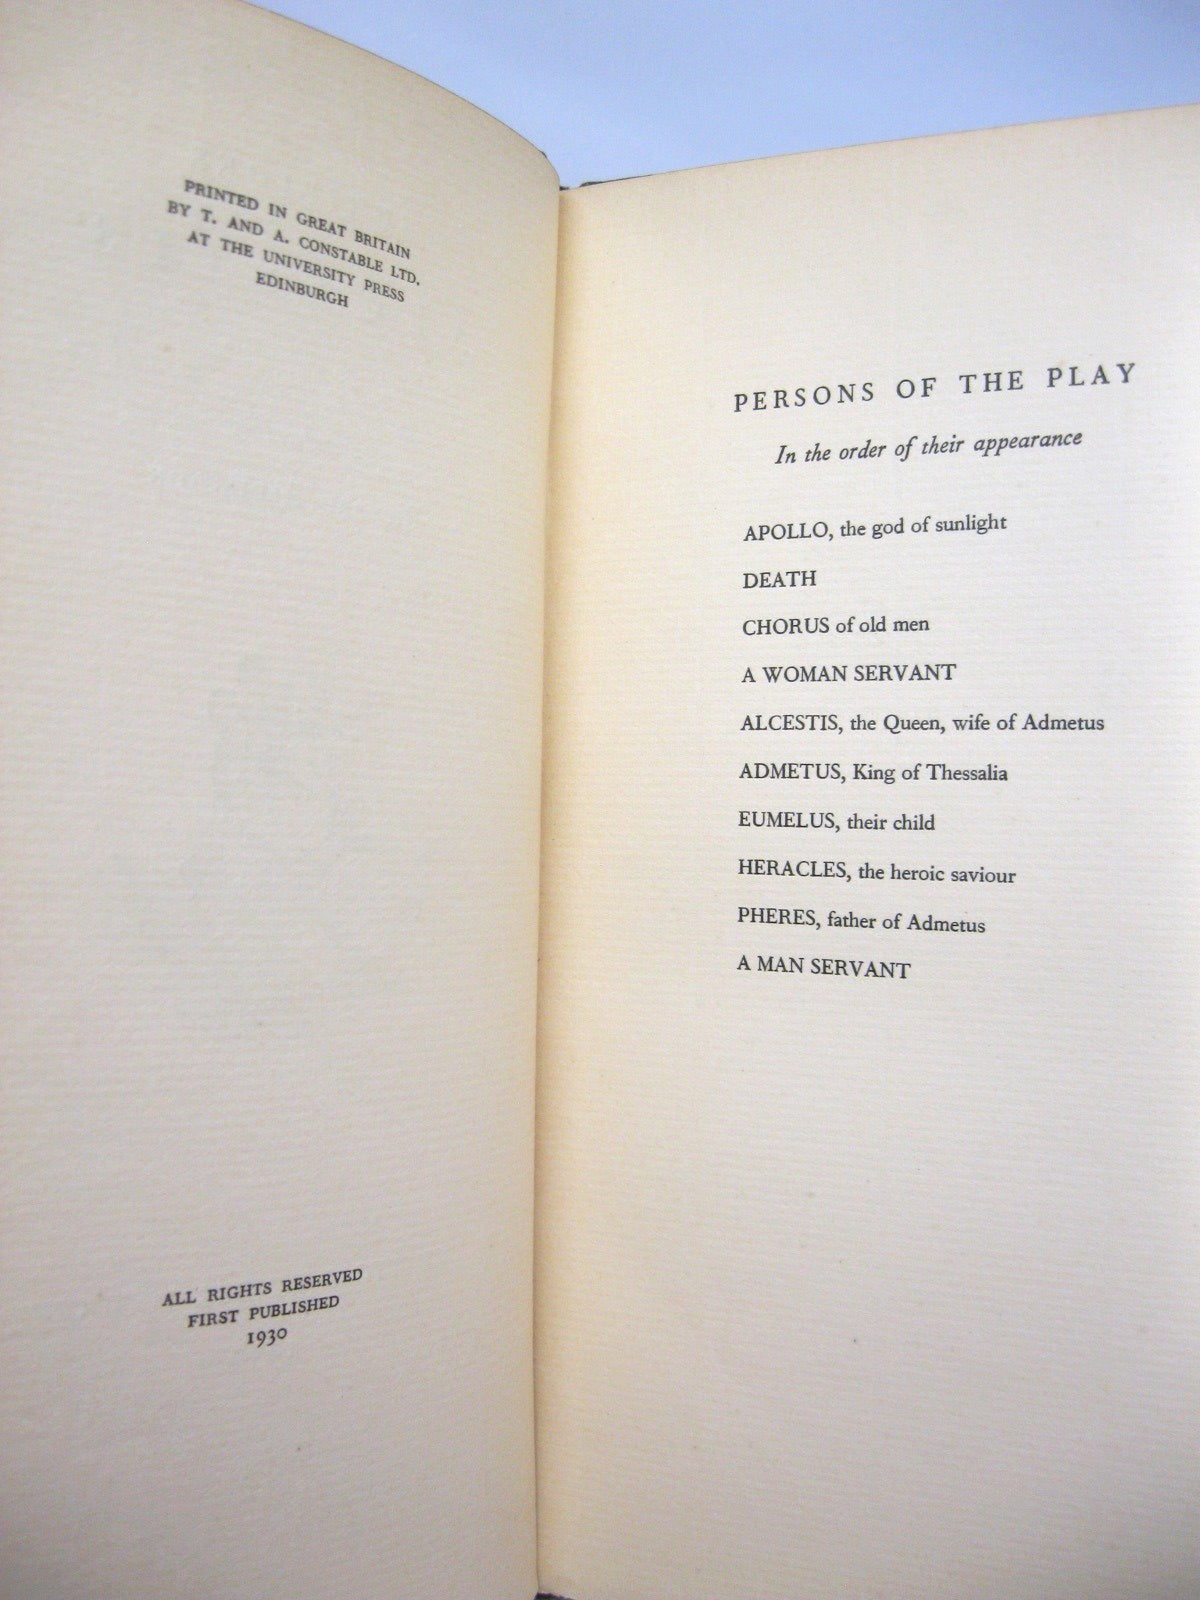 PRINTED IN GREAT BRITAIN
BY T. AND A. CONSTABLE LTD.
AT THE UNIVERSITY PRESS
EDINBURGH
ALL RIGHTS RESERVED
FIRST PUBLISHED
1930
PERSONS OF THE PLAY
In the order of their appearance
APOLLO, the god of sunlight
DEATH
CHORUS of old men
A WOMAN SERVANT
ALCESTIS, the Queen, wife of Admetus
ADMETUS, King of Thessalia
EUMELUS, their child
HERACLES, the heroic saviour
PHERES, father of Admetus
A MAN SERVANT